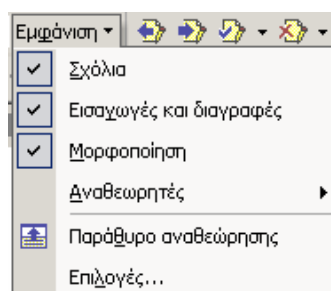 Εμφάνιση
Σχόλια
Εισαγωγές και διαγραφές
Μορφοποίηση
Αναθεωρητές
Παράθυρο αναθεώρησης
Επιλογές...